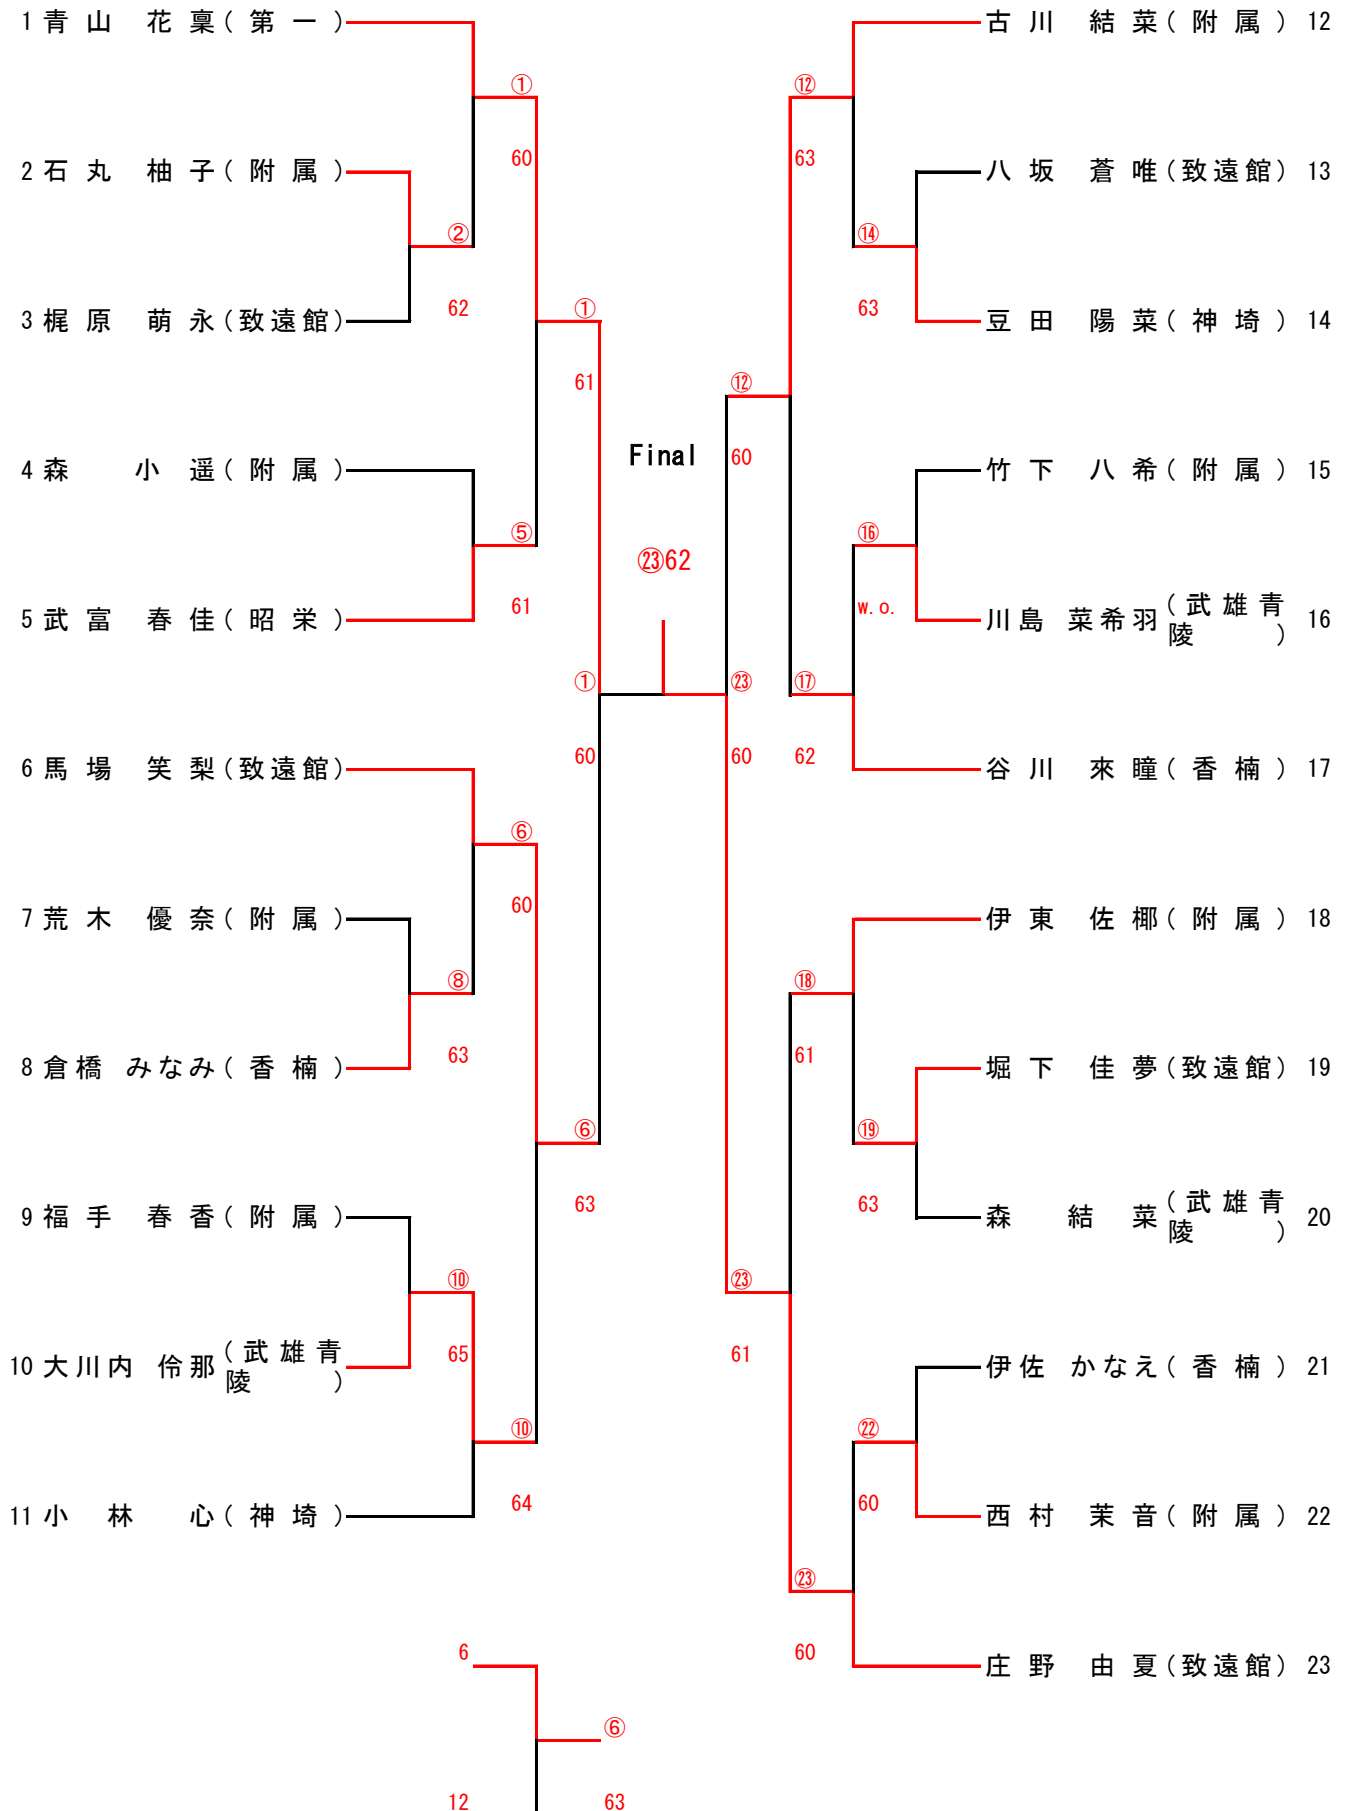 1 青山 花稟 (第一)
①
60
2 石丸 柚子 (附属)
②
62
3 梶原 萌永 (致遠館)
①
61
4 森 小遥 (附属)
⑤
61
5 武富 春佳 (昭栄)
①
60
6 馬場 笑梨 (致遠館)
⑥
60
7 荒木 優奈 (附属)
⑧
63
8 倉橋 みなみ (香楠)
⑥
63
9 福手 春香 (附属)
⑩
65
10 大川内 伶那 (武雄青陵)
⑩
64
11 小林 心 (神埼)
Final
㉓62
古川 結菜 (附属) 12
⑫
63
八坂 蒼唯 (致遠館) 13
⑭
63
豆田 陽菜 (神埼) 14
⑫
60
竹下 八希 (附属) 15
⑯
w.o.
川島 菜希羽 (武雄青陵) 16
㉓
60
⑰
62
谷川 來瞳 (香楠) 17
伊東 佐椰 (附属) 18
⑱
61
堀下 佳夢 (致遠館) 19
⑲
63
森 結菜 (武雄青陵) 20
㉓
61
伊佐 かなえ (香楠) 21
㉒
60
西村 茉音 (附属) 22
㉓
60
庄野 由夏 (致遠館) 23
6
⑥
12
63